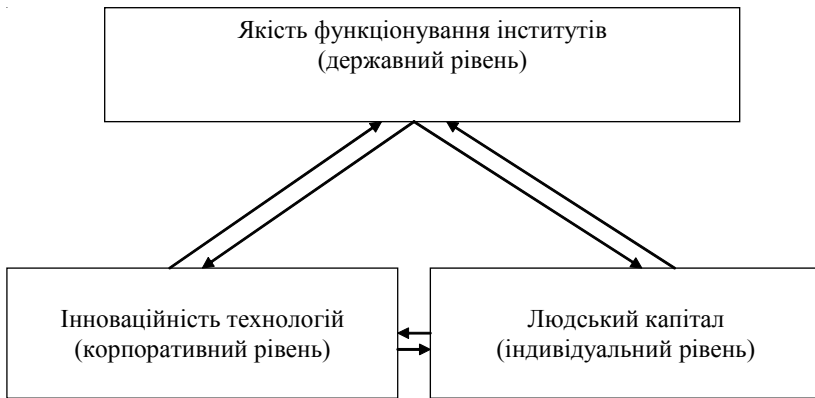 Якість функціонування інститутів
(державний рівень)
Інноваційність технологій
(корпоративний рівень)
Людський капітал
(індивідуальний рівень)